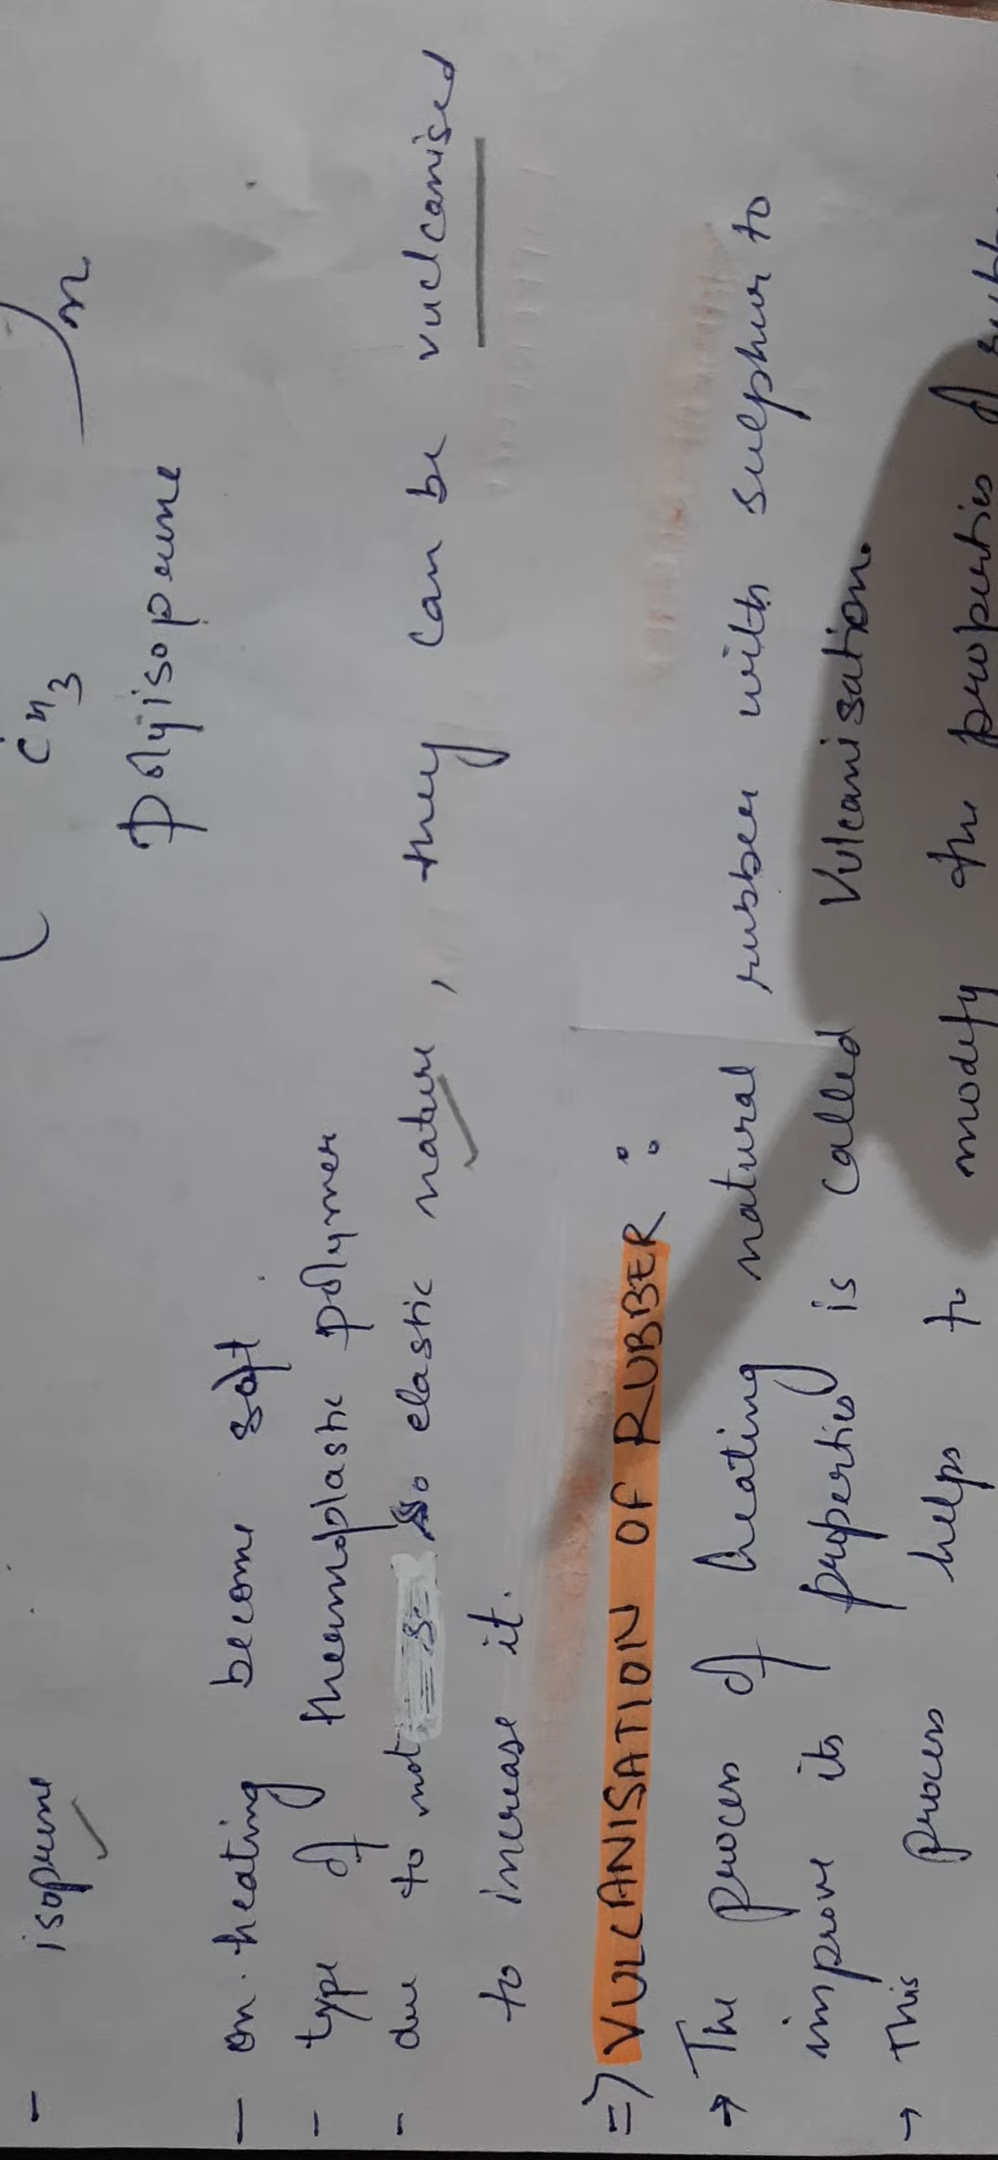 n
CH3
isoprene polyisoprene
- on heating become soft.
- type of thermoplastic polymer
- due to not so elastic nature, they can be vuclcanised
to increase it.
=> VULCANISATION OF RUBBER :
→ The process of heating natural rubber with sulphur to
improve its properties is called Vulcanisation.
→ This process helps to modify the properties of